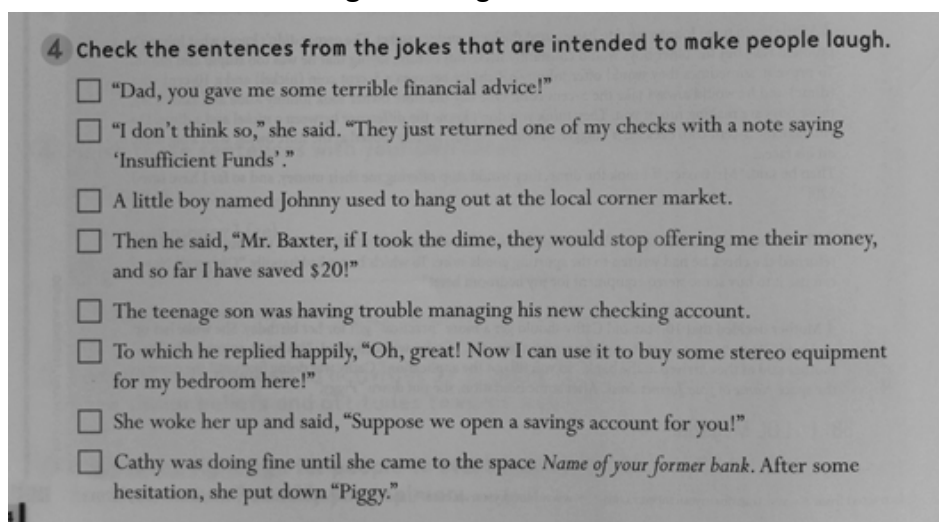 4 Check the sentences from the jokes that are intended to make people laugh.
“Dad, you gave me some terrible financial advice!”
“I don’t think so,” she said. “They just returned one of my checks with a note saying
‘Insufficient Funds’.”
A little boy named Johnny used to hang out at the local corner market.
Then he said, “Mr. Baxter, if I took the dime, they would stop offering me their money,
and so far I have saved $20!”
The teenage son was having trouble managing his new checking account.
To which he replied happily, “Oh, great! Now I can use it to buy some stereo equipment
for my bedroom here!”
She woke her up and said, “Suppose we open a savings account for you!”
Cathy was doing fine until she came to the space Name of your former bank. After some
hesitation, she put down “Piggy.”